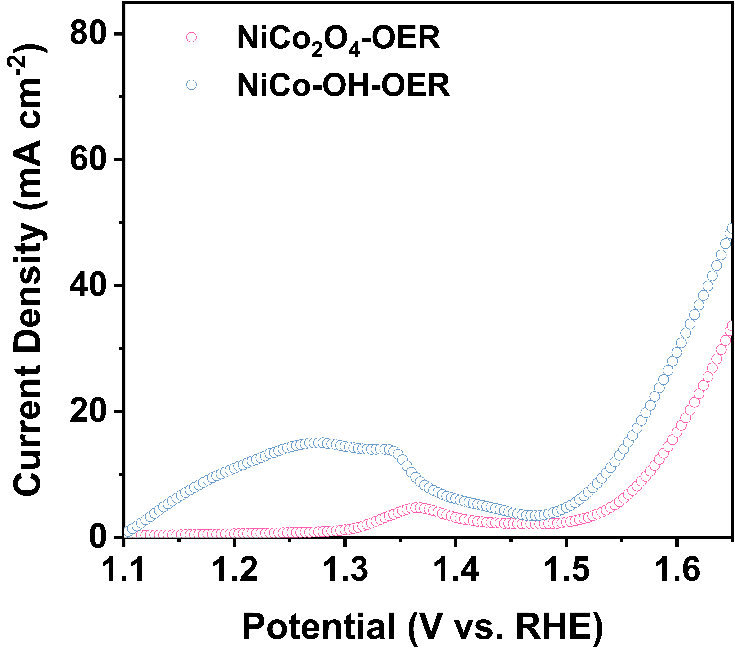 NiCo₂O₄-OER
NiCo-OH-OER
80
60
40
20
0
1.1 1.2 1.3 1.4 1.5 1.6
Current Density (mA cm⁻²)
Potential (V vs. RHE)